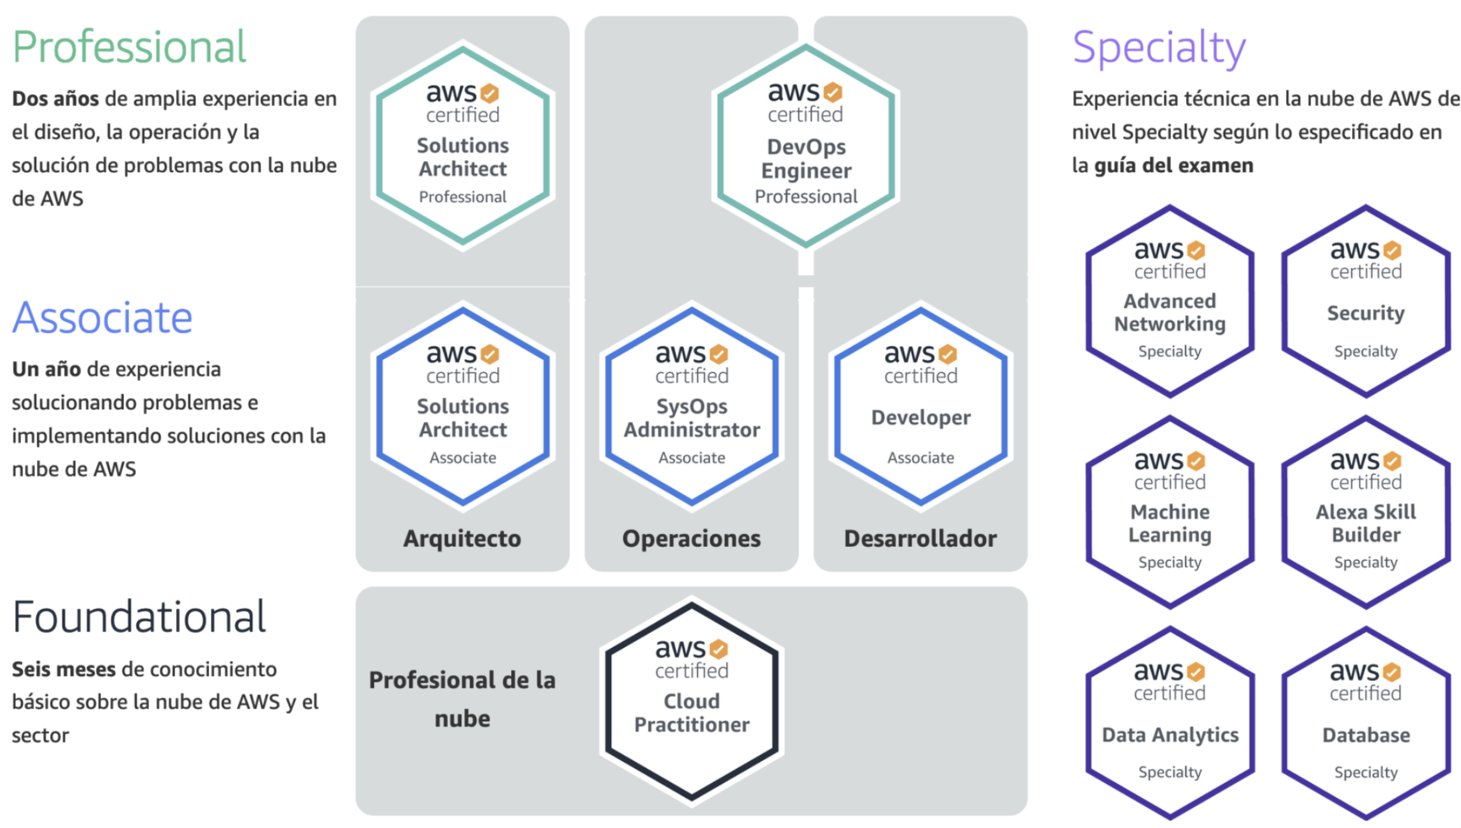 Professional
Dos años de amplia experiencia en
el diseño, la operación y la
solución de problemas con la nube
de AWS
aws
certified
Solutions
Architect
Professional
aws
certified
DevOps
Engineer
Professional
Associate
Un año de experiencia
solucionando problemas e
implementando soluciones con la
nube de AWS
aws
certified
Solutions
Architect
Associate
Arquitecto
aws
certified
SysOps
Administrator
Associate
Operaciones
aws
certified
Developer
Associate
Desarrollador
Foundational
Seis meses de conocimiento
básico sobre la nube de AWS y el
sector
Profesional de la
nube
aws
certified
Cloud
Practitioner
Specialty
Experiencia técnica en la nube de AWS de
nivel Specialty según lo especificado en
la guía del examen
aws
certified
Advanced
Networking
Specialty
aws
certified
Security
Specialty
aws
certified
Machine
Learning
Specialty
aws
certified
Alexa Skill
Builder
Specialty
aws
certified
Data Analytics
Specialty
aws
certified
Database
Specialty